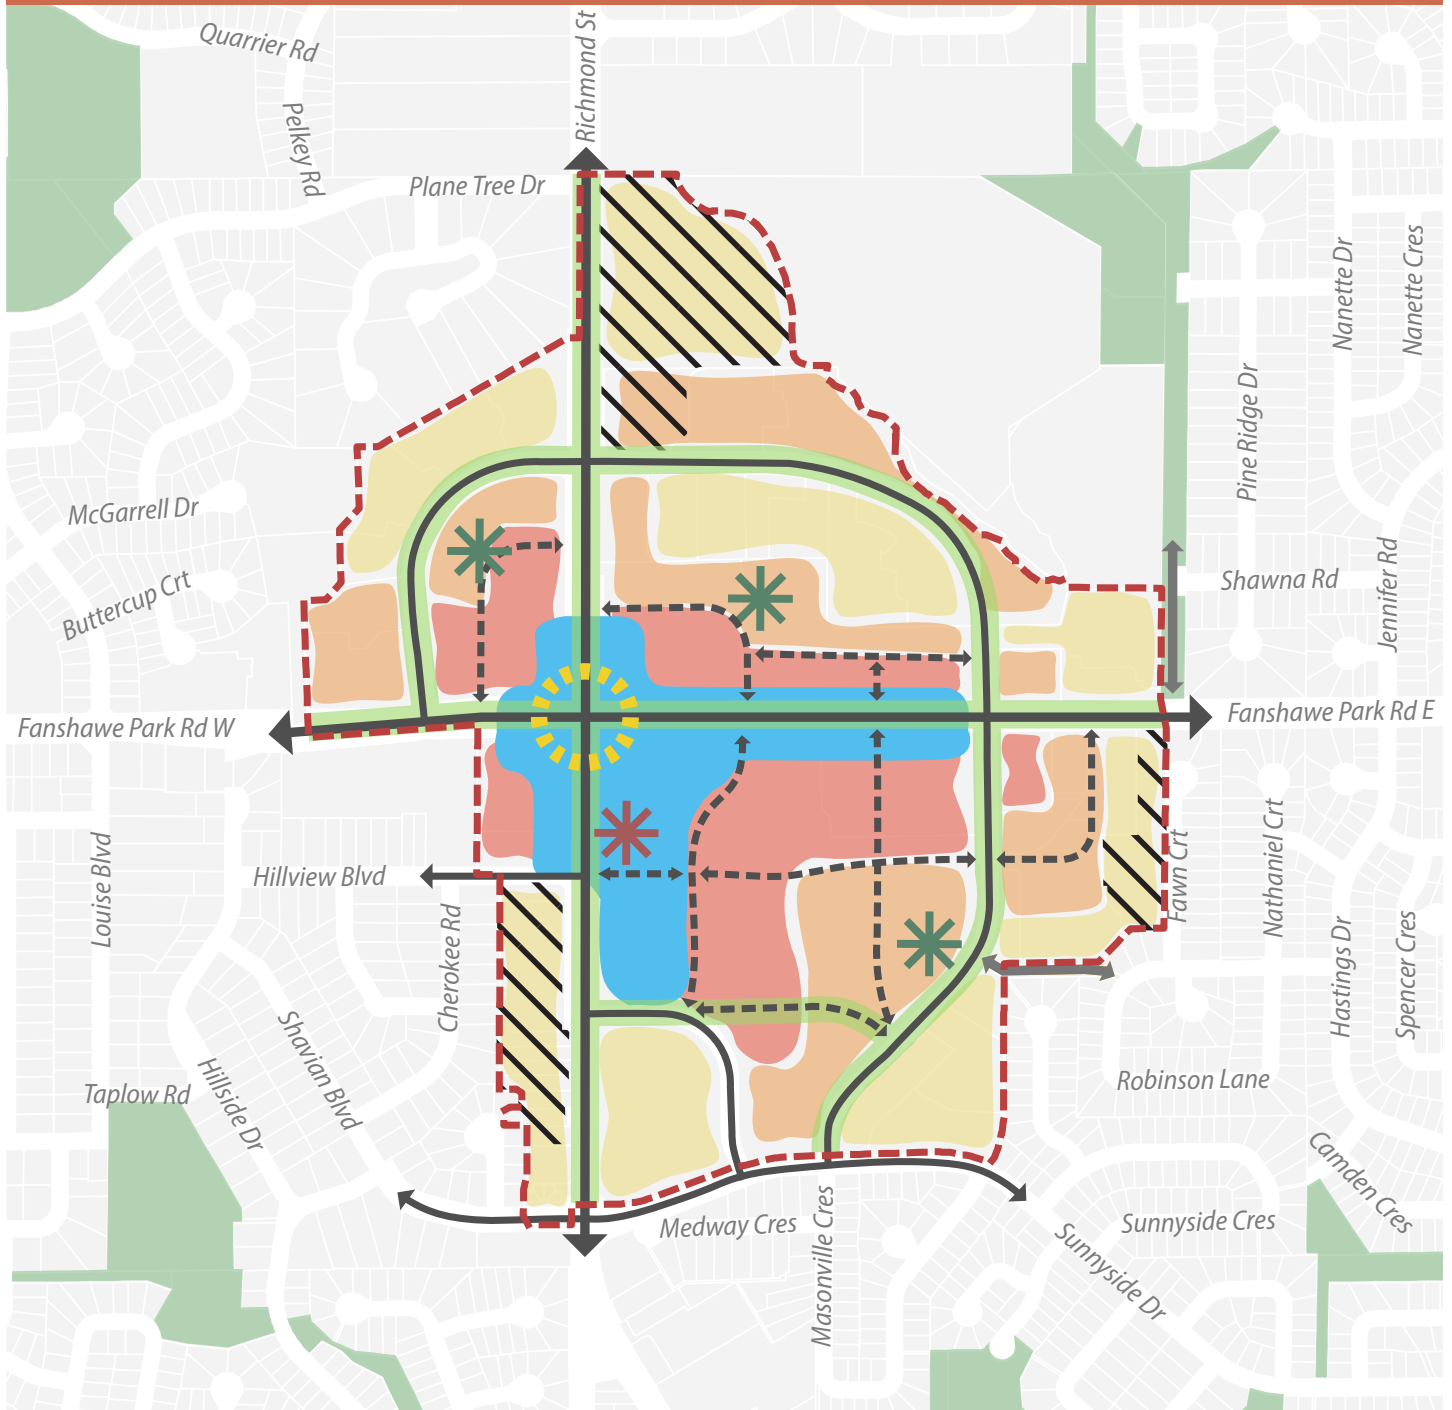 Quarrier Rd
Richmond St
Pelkey Rd
Plane Tree Dr
Nanette Dr
Nanette Cres
Pine Ridge Dr
McGarrell Dr
Buttercup Crt
Shawna Rd
Jennifer Rd
Fanshawe Park Rd W
Fanshawe Park Rd E
Louise Blvd
Hillview Blvd
Cherokee Rd
Fawn Crt
Nathaniel Crt
Hastings Dr
Spencer Cres
Shavian Blvd
Hillside Dr
Taplow Rd
Robinson Lane
Camden Cres
Medway Cres
Masonville Cres
Sunnyside Cres
Sunnyside Dr